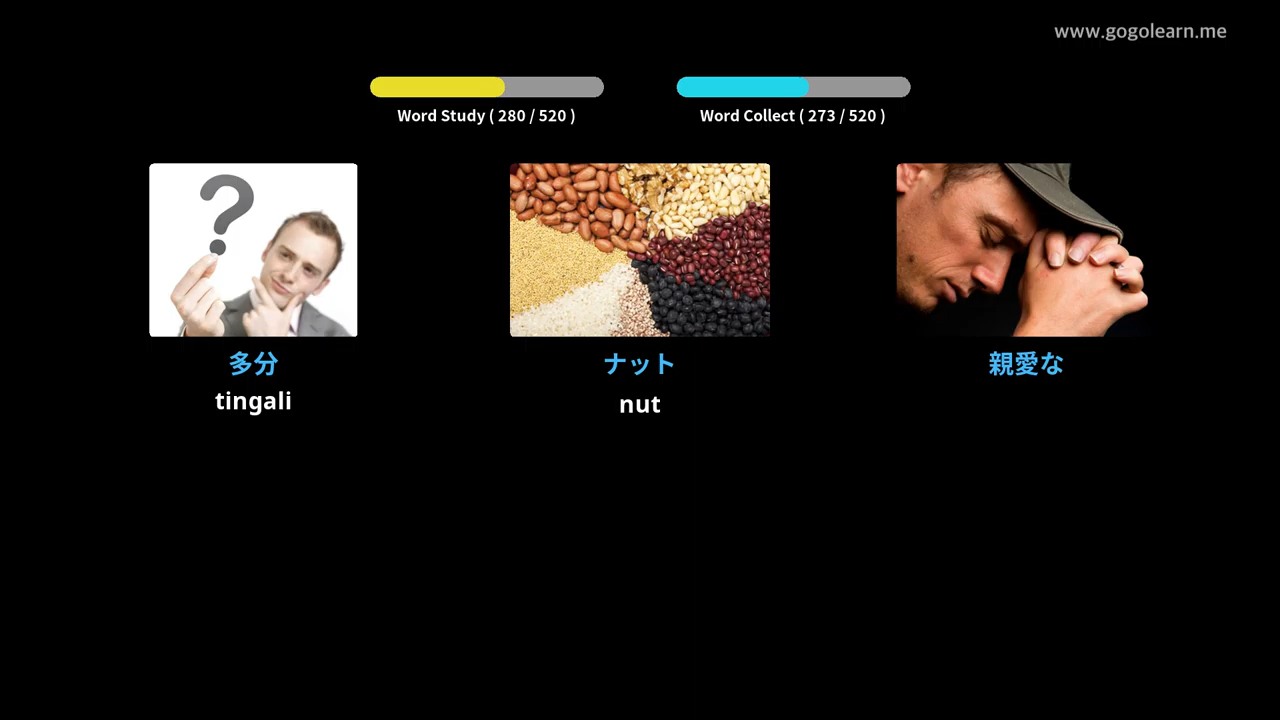 www.gogolearn.me
Word Study ( 280 / 520 )
Word Collect ( 273 / 520 )
多分
ナット
親愛な
tingali
nut